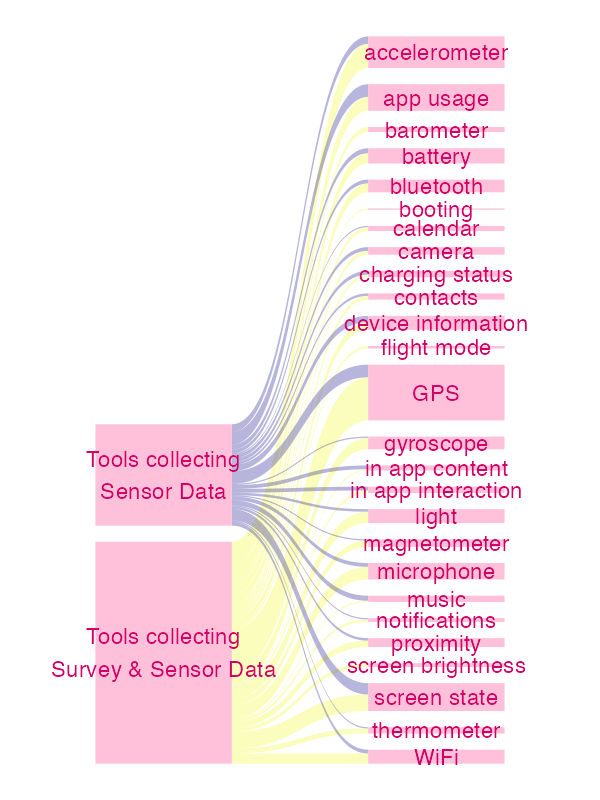 accelerometer
app usage
barometer
battery
bluetooth
booting
calendar
camera
charging status
contacts
device information
flight mode
GPS
gyroscope
in app content
in app interaction
light
magnetometer
microphone
music
notifications
proximity
screen brightness
screen state
thermometer
WiFi
Tools collecting
Sensor Data
Tools collecting
Survey & Sensor Data